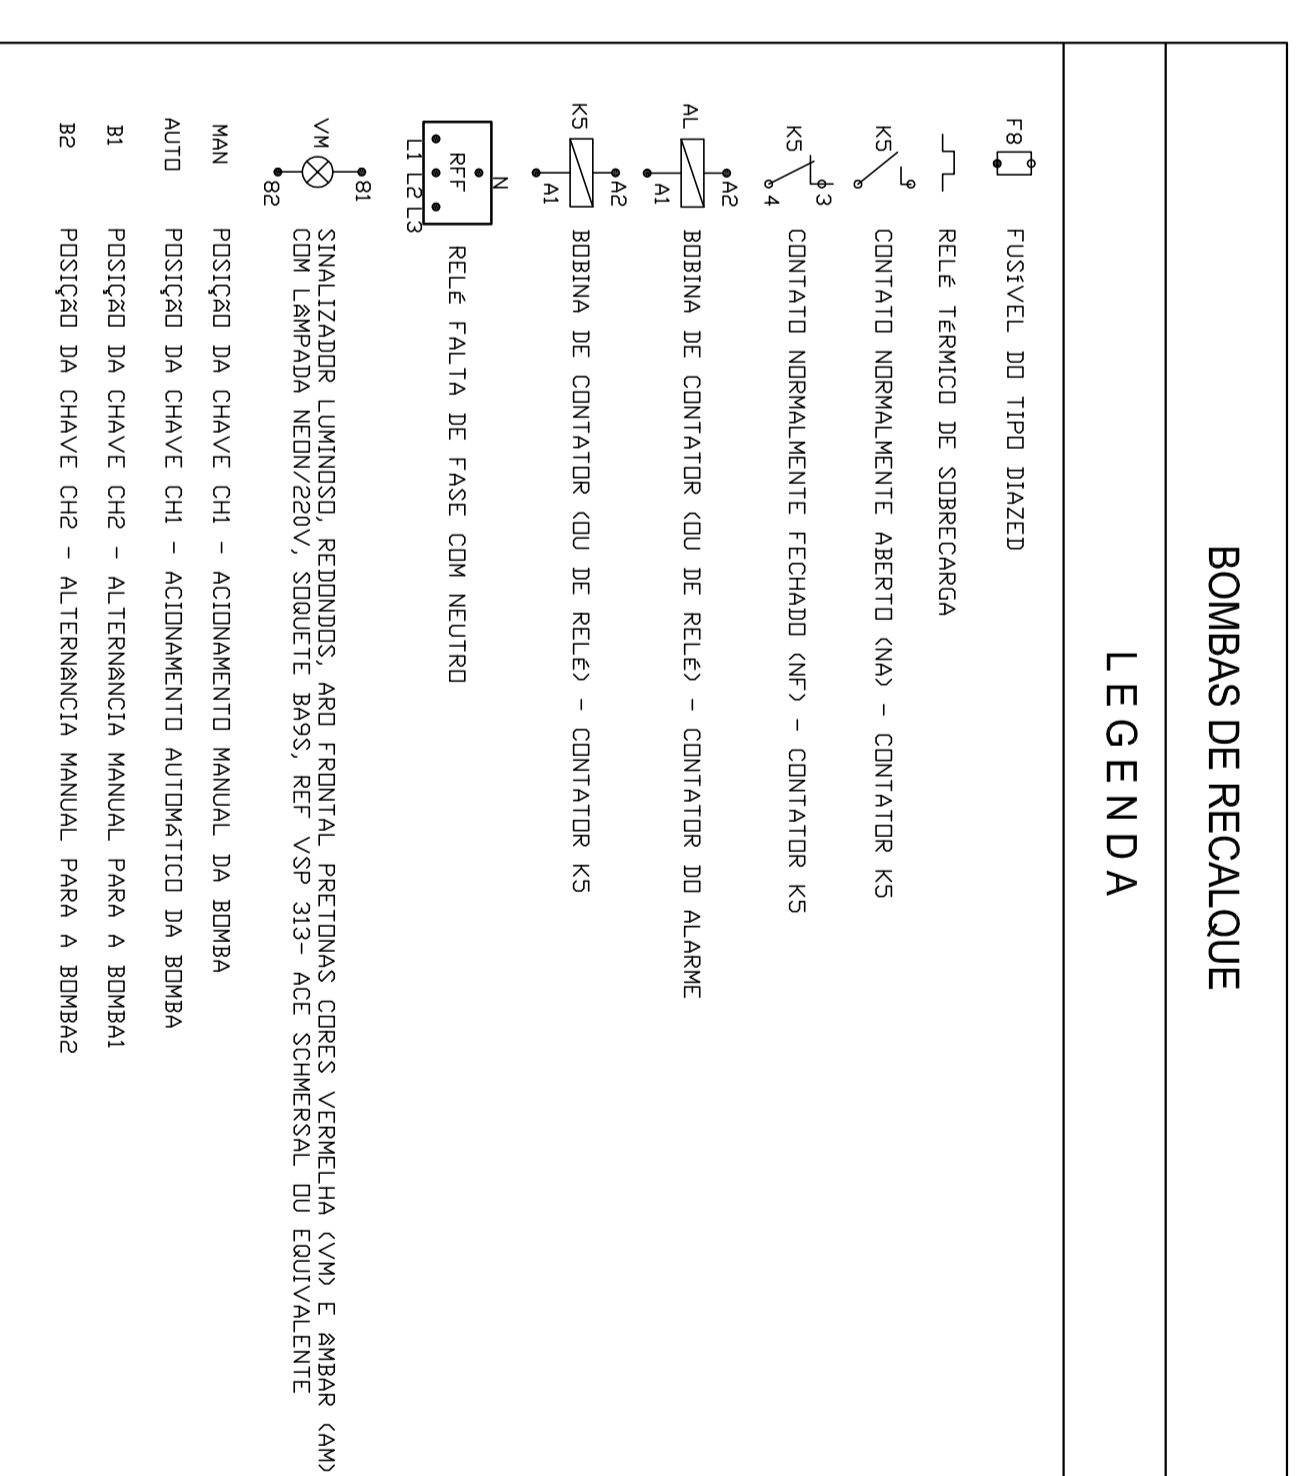 BOMBAS DE RECALQUE
LEGENDA
F8 FUSÍVEL DO TIPO DIAZED
RELÉ TÉRMICO DE SOBRECARGA
K5 CONTATO NORMALMENTE ABERTO (NA) - CONTATOR K5
K5 3 4 CONTATO NORMALMENTE FECHADO (NF) - CONTATOR K5
AL A2 A1 BOBINA DE CONTATOR (OU DE RELÉ) - CONTATOR DO ALARME
K5 A2 A1 BOBINA DE CONTATOR (OU DE RELÉ) - CONTATOR K5
N
RFF RELÉ FALTA DE FASE COM NEUTRO
L1 L2 L3
VM 81 82
SINALIZADOR LUMINOSO, REDONDOS, ARO FRONTAL PRETONAS CORES VERMELHA (VM) E ÂMBAR (AM)
COM LÂMPADA NEON/220V, SOQUETE BA9S, REF VSP 313- ACE SCHMERSAL OU EQUIVALENTE
MAN POSIÇÃO DA CHAVE CH1 - ACIONAMENTO MANUAL DA BOMBA
AUTO POSIÇÃO DA CHAVE CH1 - ACIONAMENTO AUTOMÁTICO DA BOMBA
B1 POSIÇÃO DA CHAVE CH2 - ALTERNÂNCIA MANUAL PARA A BOMBA1
B2 POSIÇÃO DA CHAVE CH2 - ALTERNÂNCIA MANUAL PARA A BOMBA2